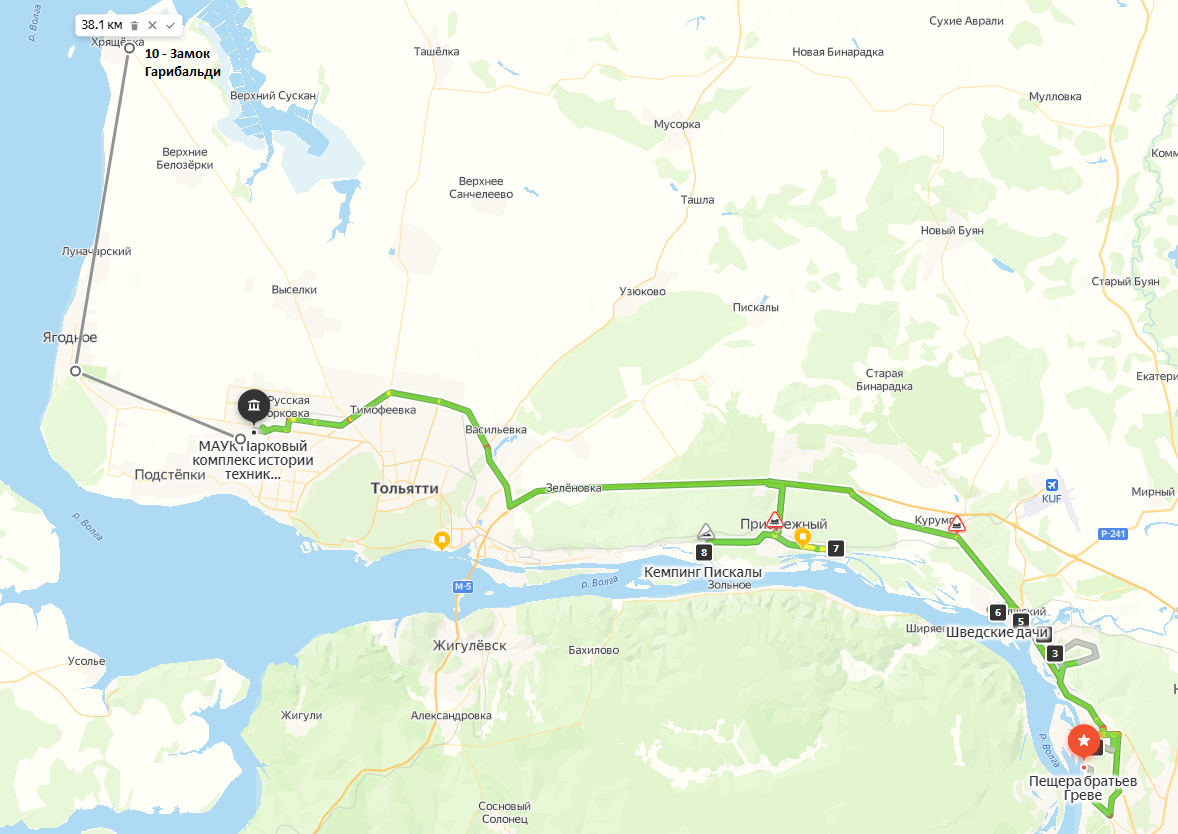 р. Волга
38.1 км
Хрящёвка
10 - Замок
Гарибальди
Ташёлка
Сухие Аврали
Новая Бинарадка
Верхний Сускан
Мулловка
Мусорка
Верхние
Белозёрки
Комм
Верхнее
Санчелеево
Ташла
Новый Буян
Луначарский
Выселки
Узюково
Пискалы
Старый Буян
Ягодное
Старая
Бинарадка
Екатери
Русская
Борковка
Тимофеевка
Васильевка
МАУК Парковый
комплекс истории
техник...
Подстёпки
Тольятти
Зелёновка
KUF
Мирный
р. Волга
Прибрежный
Курумоч
Р-241
8
7
Кемпинг Пискалы
Зольное
М-5
р. Волга
6
5
Ширяево
Шведские дачи
3
Жигулёвск
Бахилово
Усолье
Жигули
Александровка
р. Волга
Пещера братьев
Греве
Сосновый
Солонец